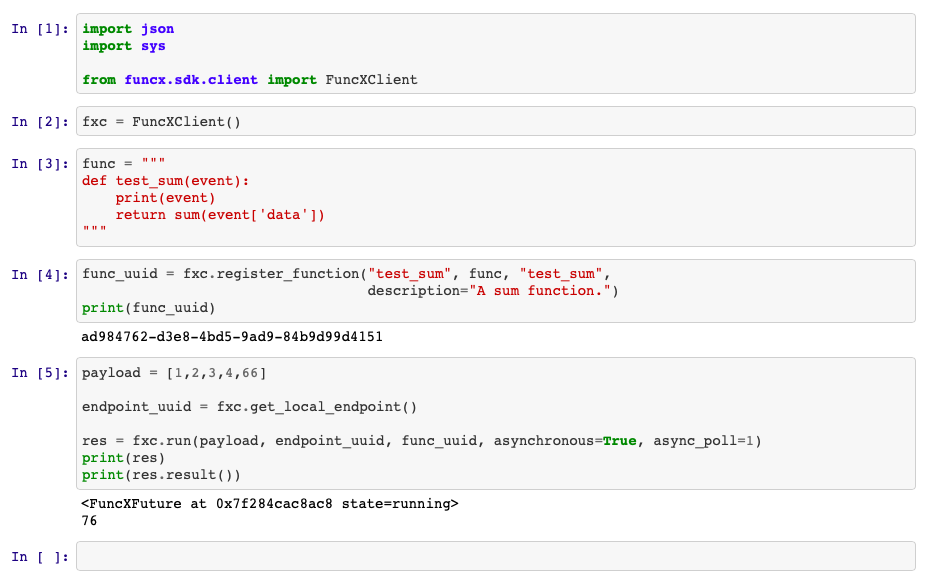 In [1]: import json
import sys
from funcx.sdk.client import FuncXClient
In [2]: fxc = FuncXClient()
In [3]: func = """
def test_sum(event):
    print(event)
    return sum(event['data'])
"""
In [4]: func_uuid = fxc.register_function("test_sum", func, "test_sum",
                                  description="A sum function.")
print(func_uuid)
ad984762-d3e8-4bd5-9ad9-84b9d99d4151
In [5]: payload = [1,2,3,4,66]
endpoint_uuid = fxc.get_local_endpoint()
res = fxc.run(payload, endpoint_uuid, func_uuid, asynchronous=True, async_poll=1)
print(res)
print(res.result())
<FuncXFuture at 0x7f284cac8ac8 state=running>
76
In [ ]: